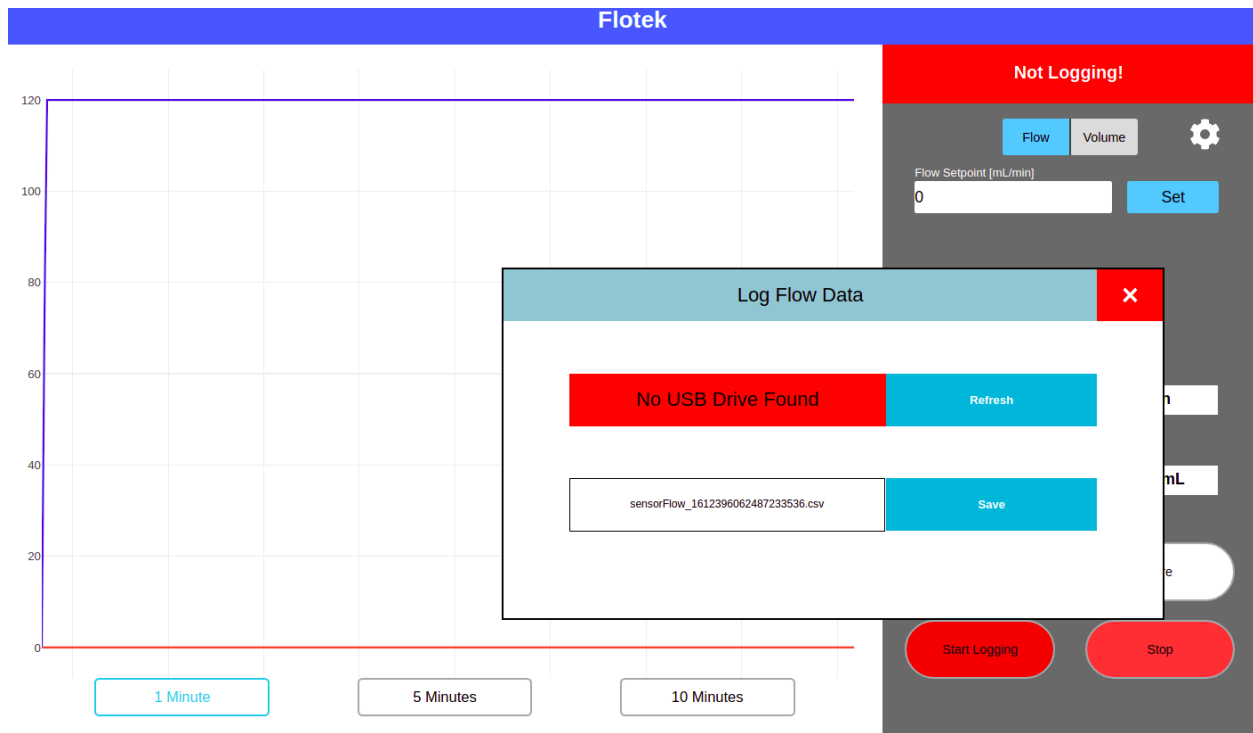 Flotek
Not Logging!
120
100
80
60
40
20
0
Flow
Volume
Flow Setpoint [mL/min]
0
Set
Log Flow Data
×
No USB Drive Found
Refresh
sensorFlow_1612396062487233536.csv
Save
mL
Start Logging
Stop
1 Minute
5 Minutes
10 Minutes